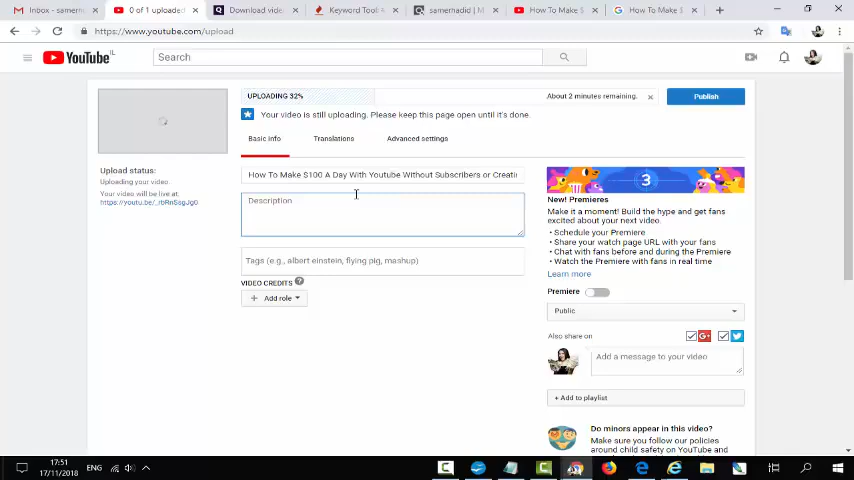 Inbox - samerh
0 of 1 uploaded
Download video
Keyword Tool
samerhadid | M
How To Make $
How To Make $
https://www.youtube.com/upload
YouTube IL
Search
UPLOADING 32%
About 2 minutes remaining.
Publish
Your video is still uploading. Please keep this page open until it's done.
Basic info
Translations
Advanced settings
Upload status:
Uploading your video.
Your video will be live at:
https://youtu.be/_rbRnSsgJg0
How To Make $100 A Day With Youtube Without Subscribers or Creatin
Description
Tags (e.g., albert einstein, flying pig, mashup)
VIDEO CREDITS ?
+ Add role
3
New! Premieres
Make it a moment! Build the hype and get fans
excited about your next video.
• Schedule your Premiere
• Share your watch page URL with your fans
• Chat with fans before and during the Premiere
• Watch the Premiere with fans in real time
Learn more
Premiere
Public
Also share on
G+
Add a message to your video
+ Add to playlist
Do minors appear in this video?
Make sure you follow our policies
around child safety on YouTube and
ENG
17:51
17/11/2018